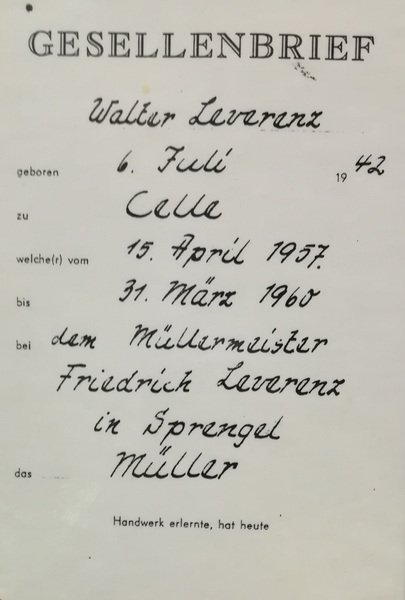 GESELLENBRIEF
Walter Leverenz
geboren 6. Juli 1942
zu Celle
welche(r) vom 15. April 1957
bis 31. März 1960
bei dem Müllermeister
Friedrich Leverenz
in Sprengel
das Müller
Handwerk erlernte, hat heute